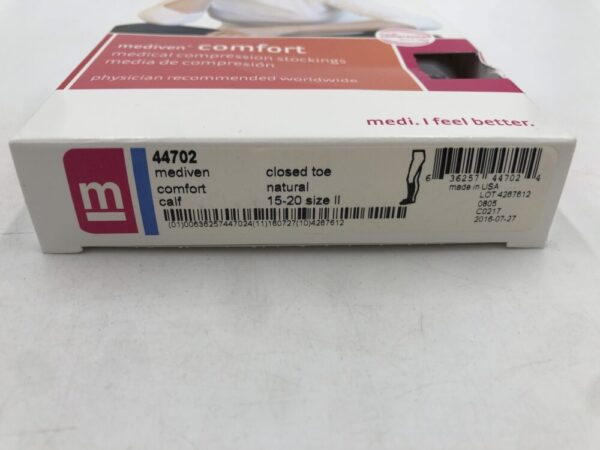 mediven® comfort
medical compression stockings
media de compresión
physician recommended worldwide
medi. I feel better.
m
44702
mediven closed toe
comfort natural
calf 15-20 size II
(01)00636257447024(11)160727(10)4267612
6 36257 44702 4
made in USA
LOT 4267612
0805
C0217
2016-07-27